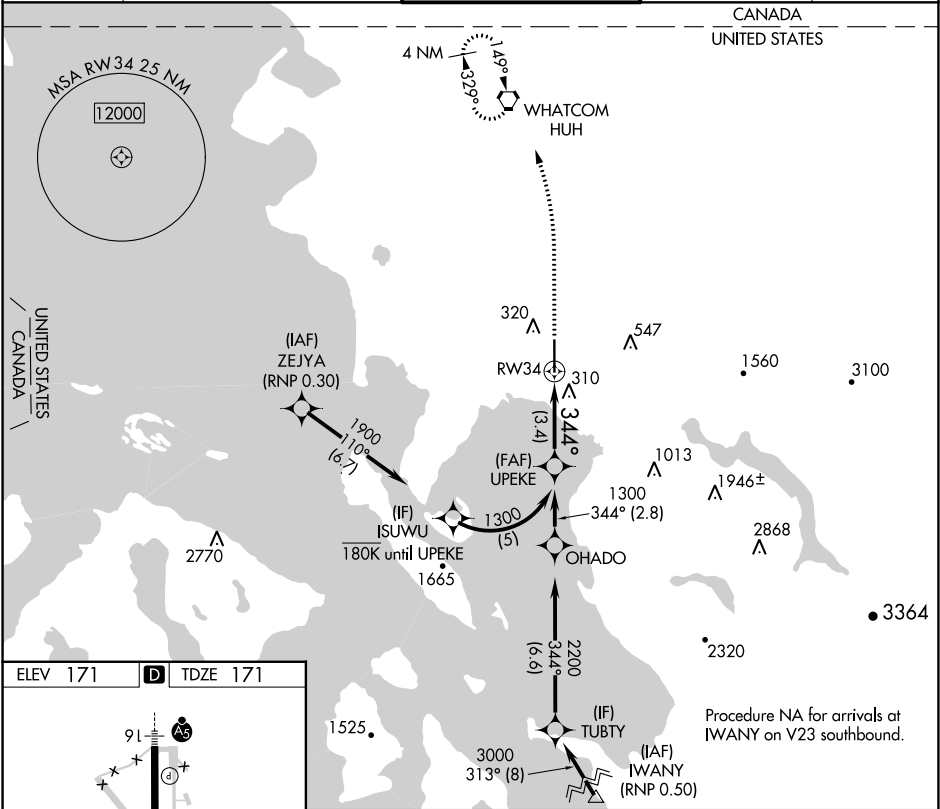 CANADA
UNITED STATES
MSA RW34 25 NM
12000
4 NM
149°
329°
WHATCOM
HUH
UNITED STATES
CANADA
320
547
(IAF)
ZEJYA
(RNP 0.30)
RW34
310
1560
3100
1900
110°
(6.7)
344°
(3.4)
(FAF)
UPEKE
1013
1946±
(IF)
ISUWU
180K until UPEKE
1300
(5)
1300
344° (2.8)
2868
2770
1665
OHADO
3364
2200
344°
(6.6)
2320
ELEV 171
D
TDZE 171
1525
(IF)
TUBTY
Procedure NA for arrivals at
IWANY on V23 southbound.
3000
313° (8)
(IAF)
IWANY
(RNP 0.50)
16
A5
P